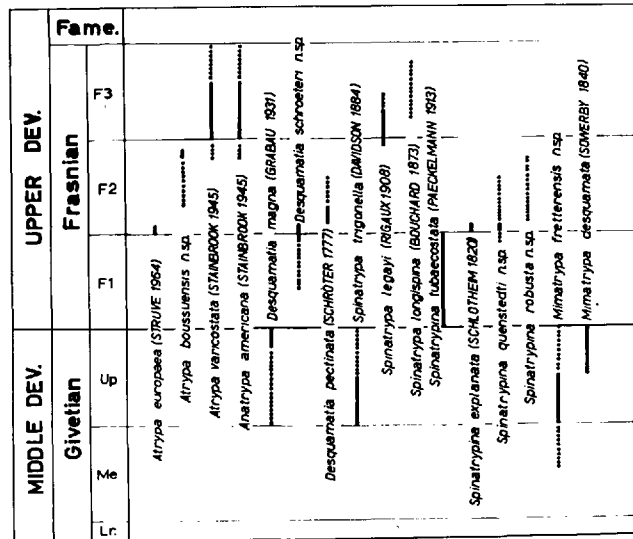 UPPER DEV.
MIDDLE DEV.
Fame.
Frasnian
Givetian
F3
F2
F1
Up
Me
Lr.
Atrypa europaea (STRUVE 1964)
Atrypa boussuensis n.sp.
Atrypa varicostata (STAINBROOK 1945)
Anatrypa americana (STAINBROOK 1945)
Desquamatia magna (GRABAU 1931)
Desquamatia schroeteri n.sp.
Desquamatia pectinata (SCHRÖTER 1777)
Spinatrypa trigonella (DAVIDSON 1884)
Spinatrypa legayi (RIGAUX 1908)
Spinatrypa longispina (BOUCHARD 1873)
Spinatrypina tubaecostata (PAECKELMANN 1913)
Spinatrypina explanata (SCHLOTHEIM 1820)
Spinatrypina quenstedti n.sp.
Spinatrypina robusta n.sp.
Mimatrypa fretterensis n.sp.
Mimatrypa desquamata (SOWERBY 1840)